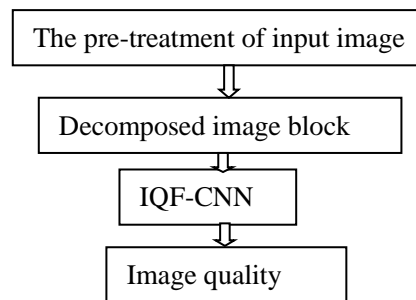 The pre-treatment of input image
Decomposed image block
IQF-CNN
Image quality